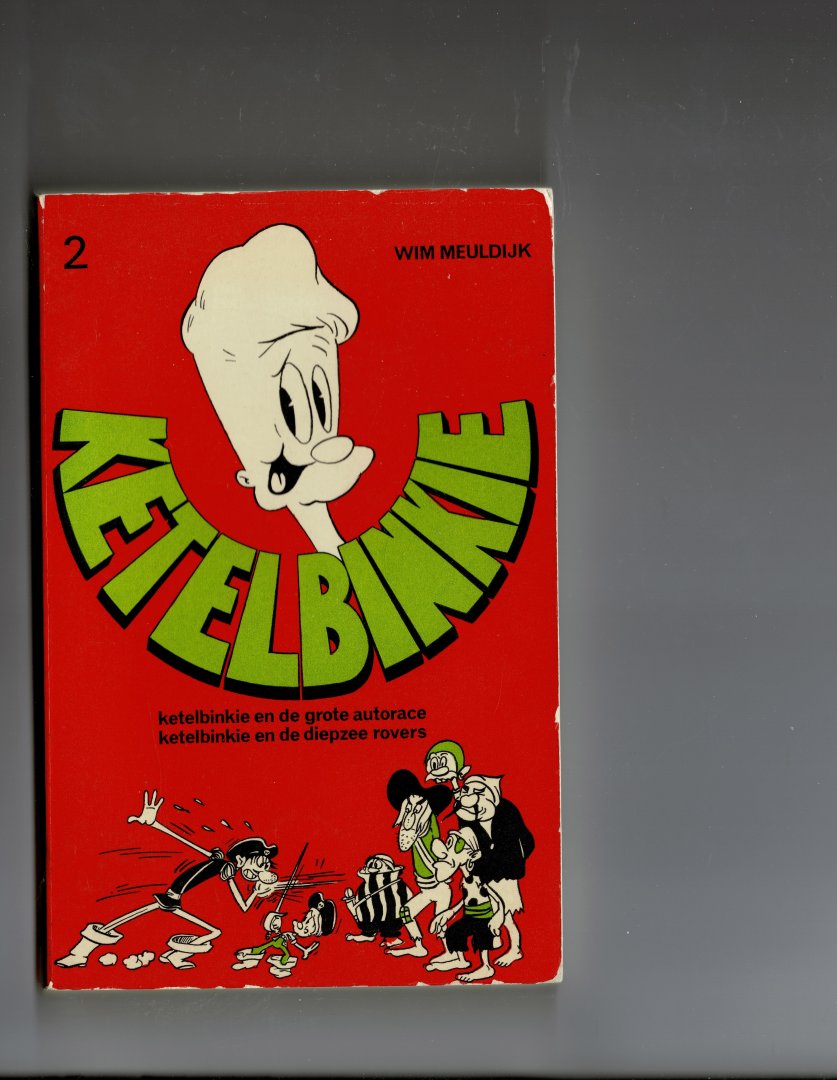 2
WIM MEULDIJK
KETELBINKIE
ketelbinkie en de grote autorace
ketelbinkie en de diepzee rovers